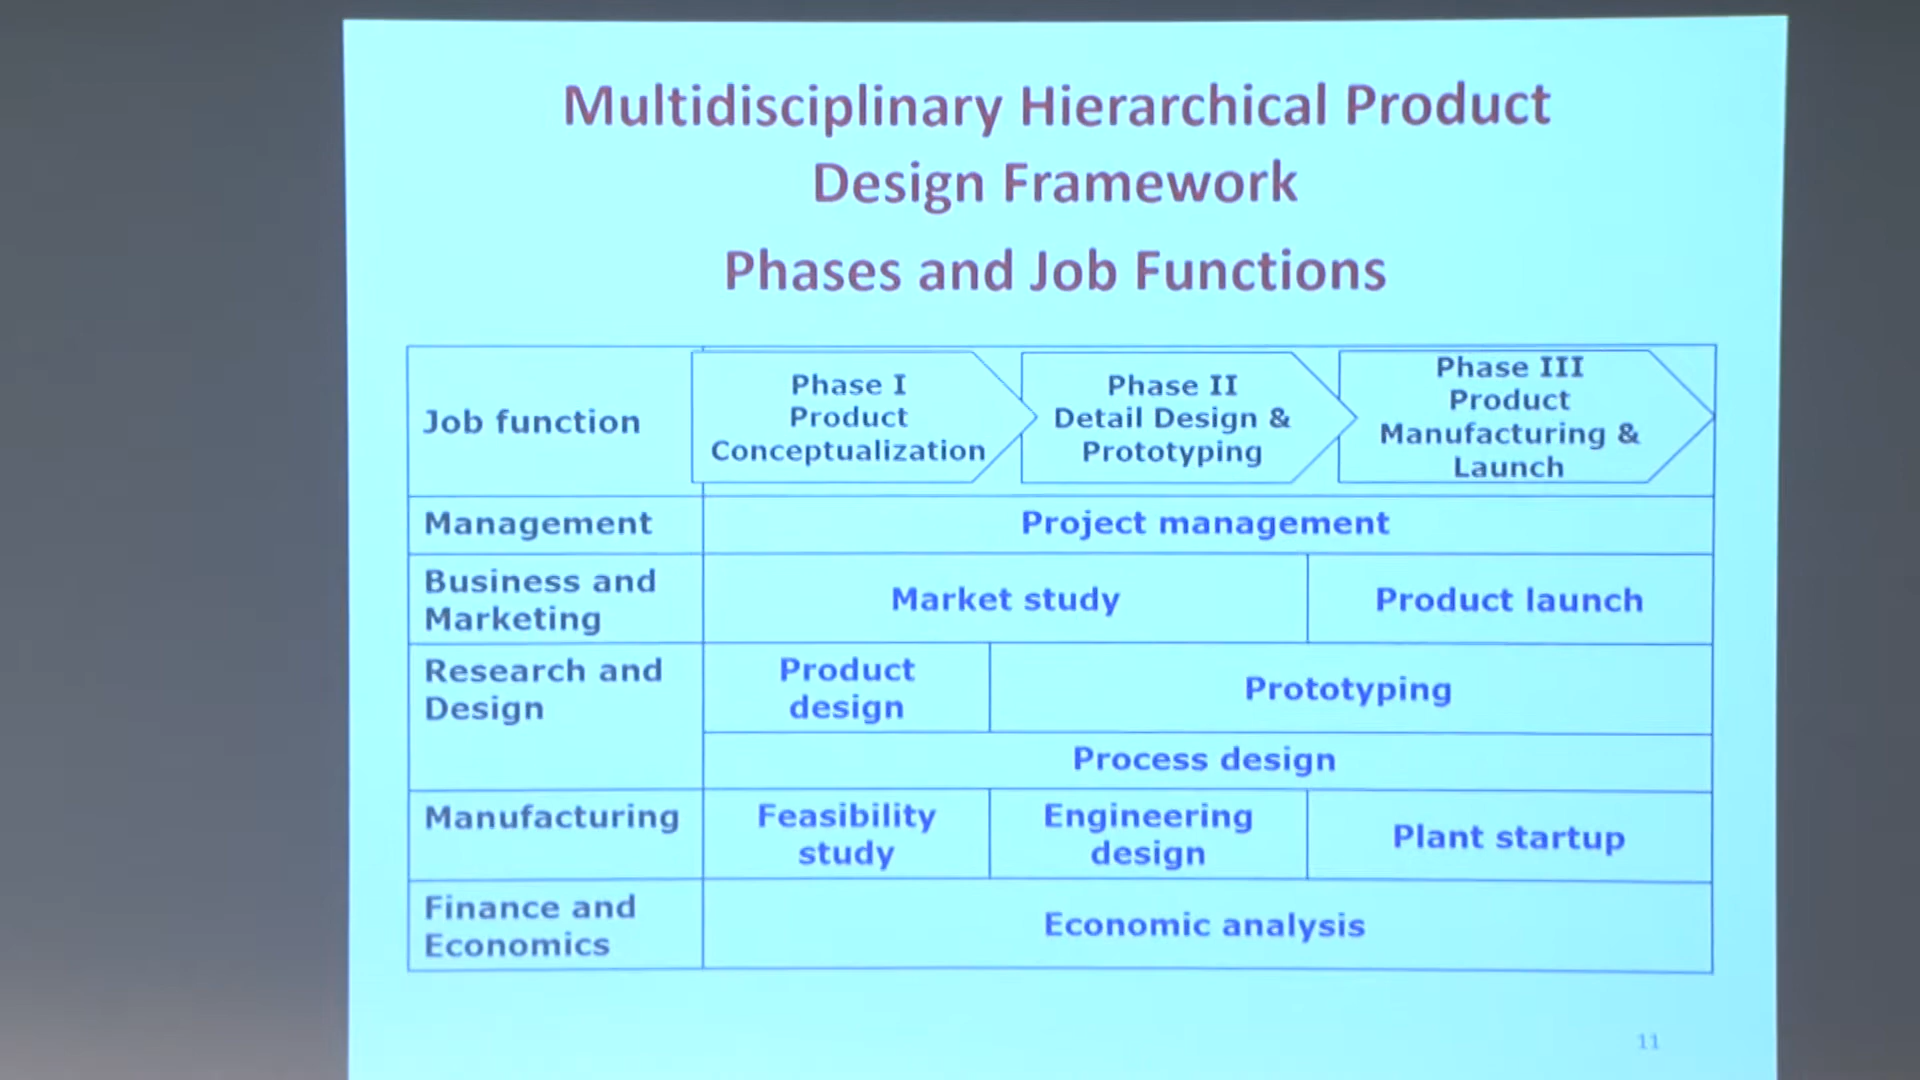 Multidisciplinary Hierarchical Product
Design Framework
Phases and Job Functions
Job function
Phase I
Product
Conceptualization
Phase II
Detail Design &
Prototyping
Phase III
Product
Manufacturing &
Launch
Management
Project management
Business and
Marketing
Market study
Product launch
Research and
Design
Product
design
Prototyping
Process design
Manufacturing
Feasibility
study
Engineering
design
Plant startup
Finance and
Economics
Economic analysis
11